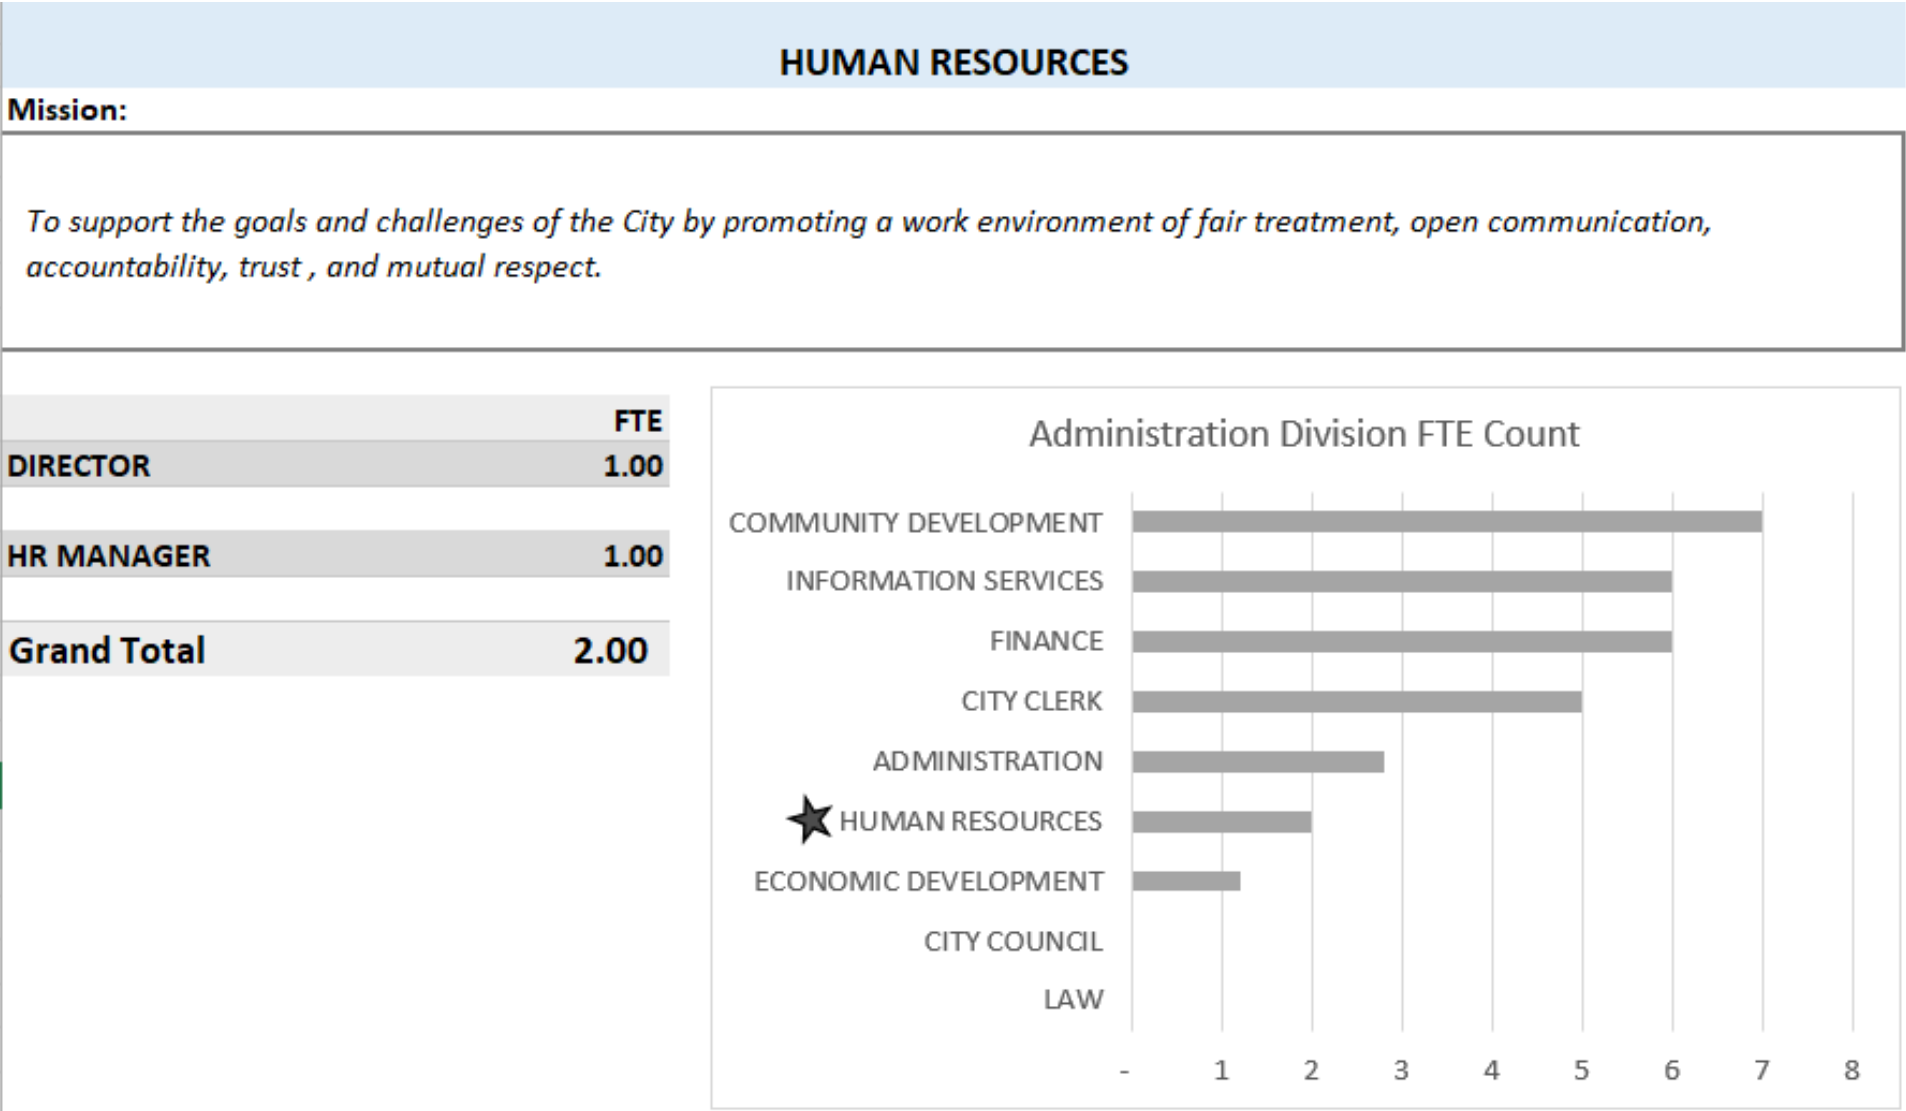 HUMAN RESOURCES
Mission:
To support the goals and challenges of the City by promoting a work environment of fair treatment, open communication,
accountability, trust , and mutual respect.
FTE
DIRECTOR 1.00
HR MANAGER 1.00
Grand Total 2.00
Administration Division FTE Count
COMMUNITY DEVELOPMENT
INFORMATION SERVICES
FINANCE
CITY CLERK
ADMINISTRATION
HUMAN RESOURCES
ECONOMIC DEVELOPMENT
CITY COUNCIL
LAW
- 1 2 3 4 5 6 7 8